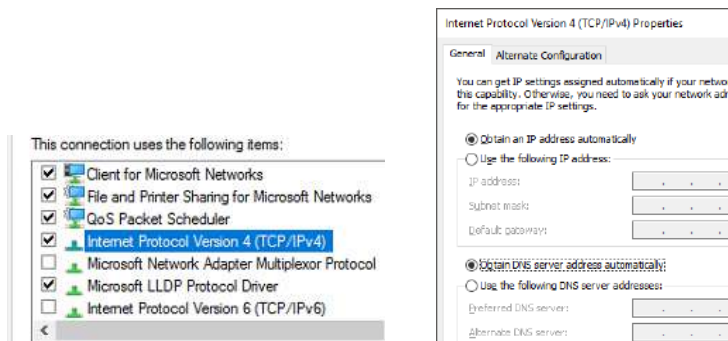 This connection uses the following items:
Client for Microsoft Networks
File and Printer Sharing for Microsoft Networks
QoS Packet Scheduler
Internet Protocol Version 4 (TCP/IPv4)
Microsoft Network Adapter Multiplexor Protocol
Microsoft LLDP Protocol Driver
Internet Protocol Version 6 (TCP/IPv6)
Internet Protocol Version 4 (TCP/IPv4) Properties
General
Alternate Configuration
You can get IP settings assigned automatically if your networ
this capability. Otherwise, you need to ask your network adr
for the appropriate IP settings.
Obtain an IP address automatically
Use the following IP address:
IP address:
Subnet mask:
Default gateway:
Obtain DNS server address automatically
Use the following DNS server addresses:
Preferred DNS server:
Alternate DNS server: